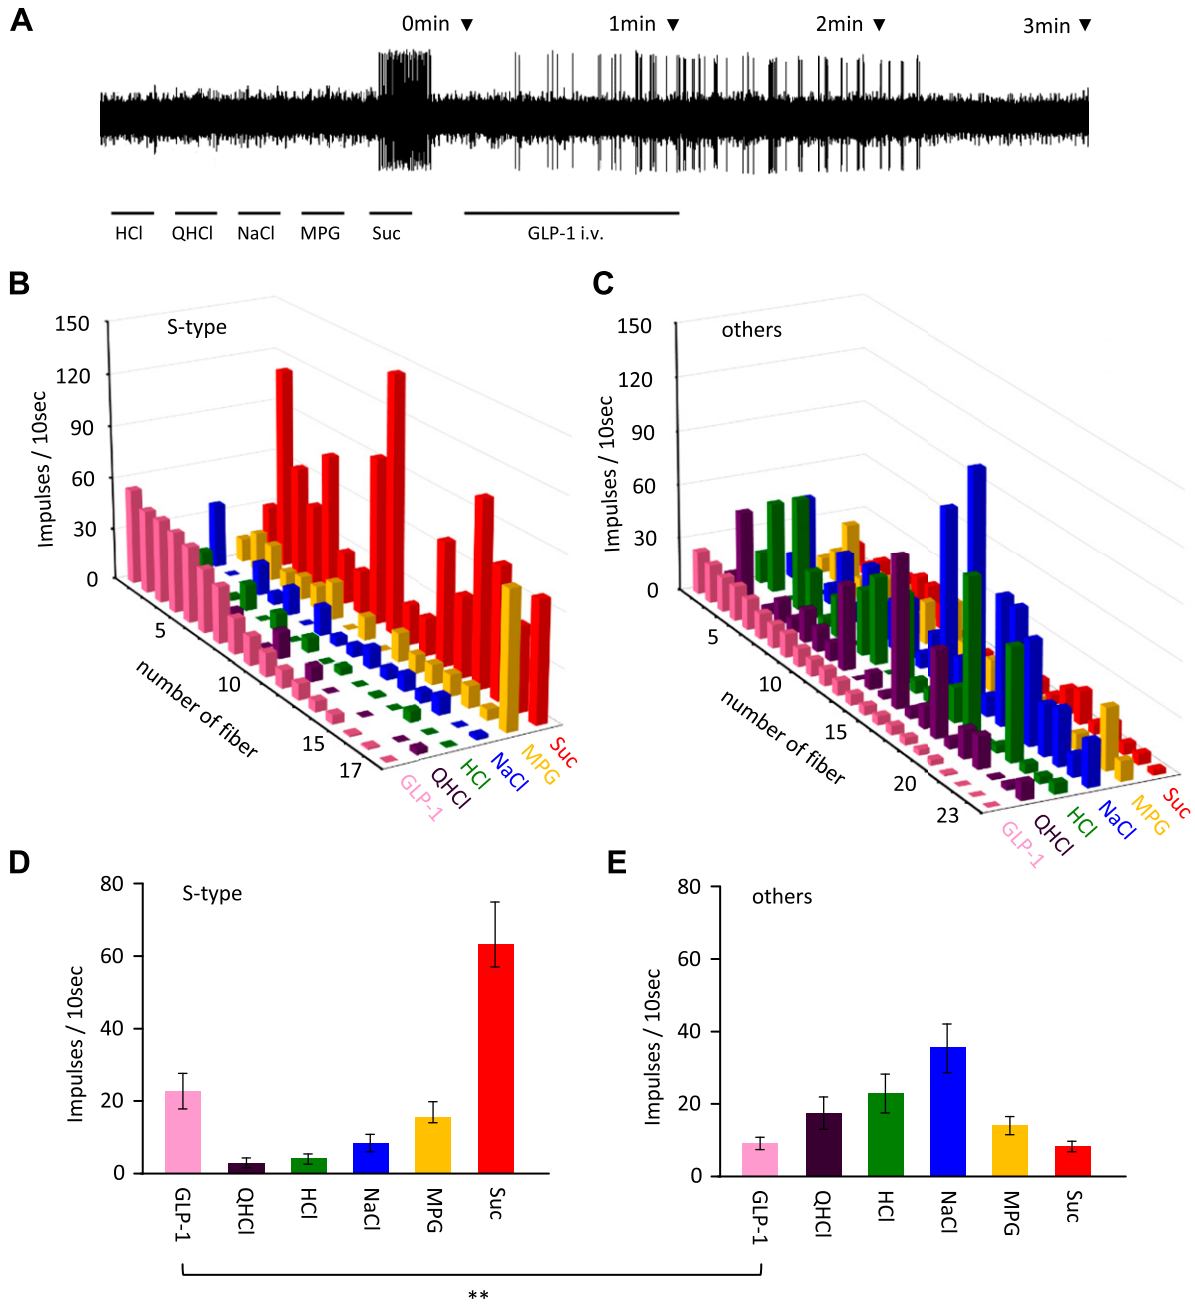 A
0min ▼ 1min ▼ 2min ▼ 3min ▼
HCl QHCl NaCl MPG Suc GLP-1 i.v.
B
S-type
Impulses / 10sec
150
120
90
60
30
0
5
10
15
17
number of fiber
GLP-1 QHCl HCl NaCl MPG Suc
C
others
Impulses / 10sec
150
120
90
60
30
0
5
10
15
20
23
number of fiber
GLP-1 QHCl HCl NaCl MPG Suc
D
S-type
Impulses / 10sec
80
60
40
20
0
GLP-1 QHCl HCl NaCl MPG Suc
E
others
Impulses / 10sec
80
60
40
20
0
GLP-1 QHCl HCl NaCl MPG Suc
**